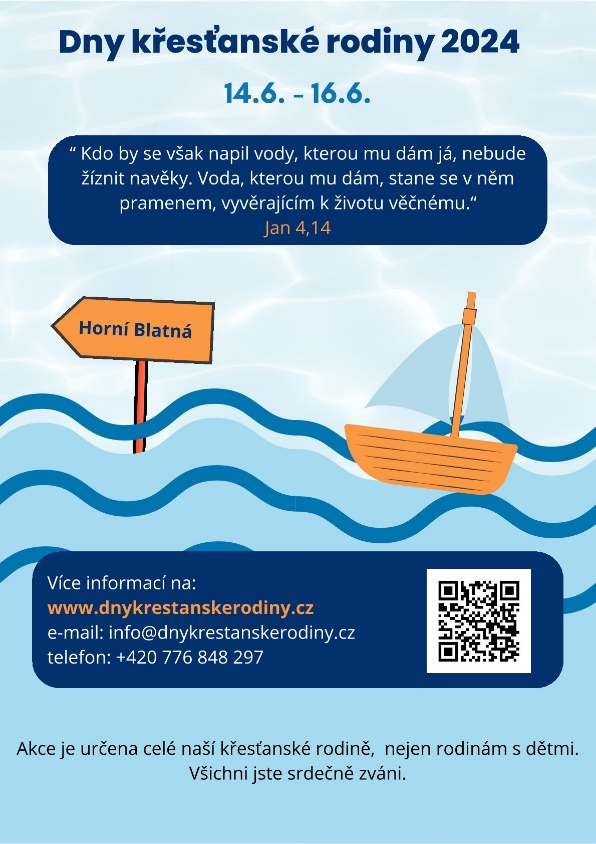 Dny křesťanské rodiny 2024
14.6. – 16.6.
“ Kdo by se však napil vody, kterou mu dám já, nebude
žíznit navěky. Voda, kterou mu dám, stane se v něm
pramenem, vyvěrajícím k životu věčnému.“
Jan 4,14
Horní Blatná
Více informací na:
www.dnykrestanskerodiny.cz
e-mail: info@dnykrestanskerodiny.cz
telefon: +420 776 848 297
Akce je určena celé naší křesťanské rodině,  nejen rodinám s dětmi.
Všichni jste srdečně zváni.